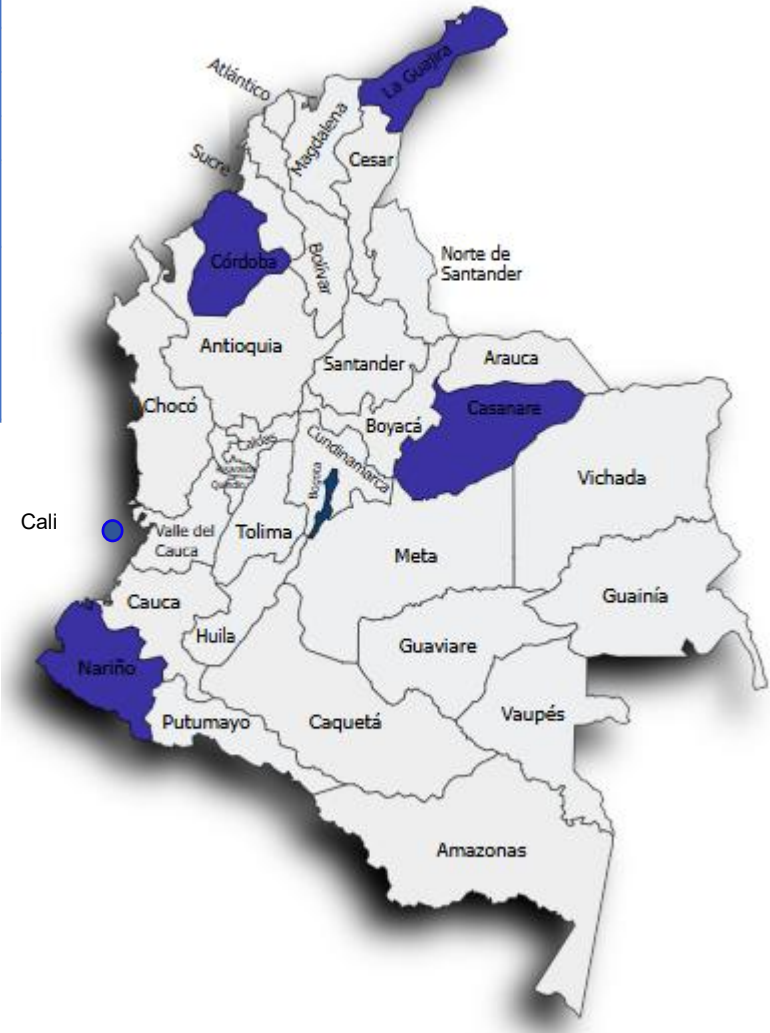 La Guajira
Atlántico
Magdalena
Cesar
Sucre
Córdoba
Bolívar
Norte de
Santander
Antioquia
Santander
Arauca
Chocó
Casanare
Boyacá
Caldas
Cundinamarca
Vichada
Bogota
Cali
Valle del
Cauca
Tolima
Meta
Cauca
Guainía
Huila
Guaviare
Nariño
Putumayo
Caquetá
Vaupés
Amazonas